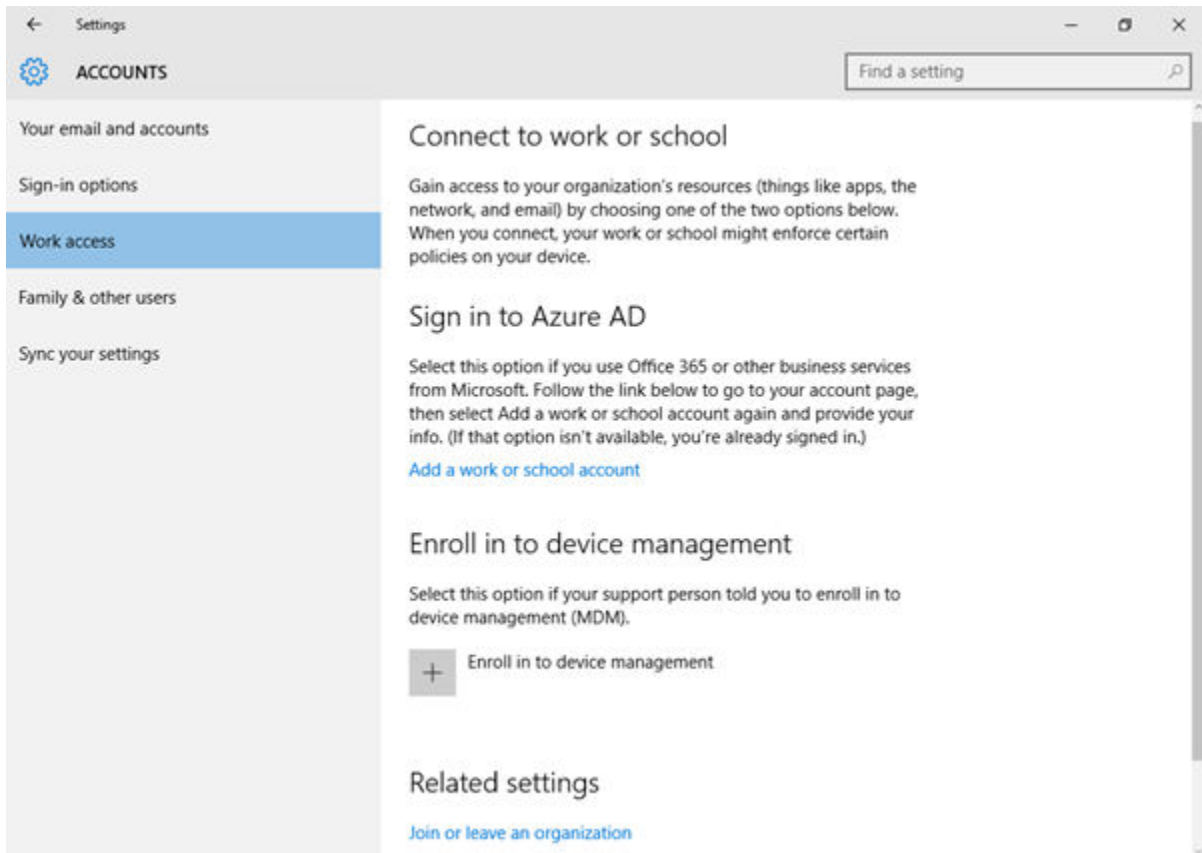 Settings
ACCOUNTS
Find a setting
Your email and accounts
Sign-in options
Work access
Family & other users
Sync your settings
Connect to work or school
Gain access to your organization's resources (things like apps, the
network, and email) by choosing one of the two options below.
When you connect, your work or school might enforce certain
policies on your device.
Sign in to Azure AD
Select this option if you use Office 365 or other business services
from Microsoft. Follow the link below to go to your account page,
then select Add a work or school account again and provide your
info. (If that option isn't available, you're already signed in.)
Add a work or school account
Enroll in to device management
Select this option if your support person told you to enroll in to
device management (MDM).
Enroll in to device management
Related settings
Join or leave an organization